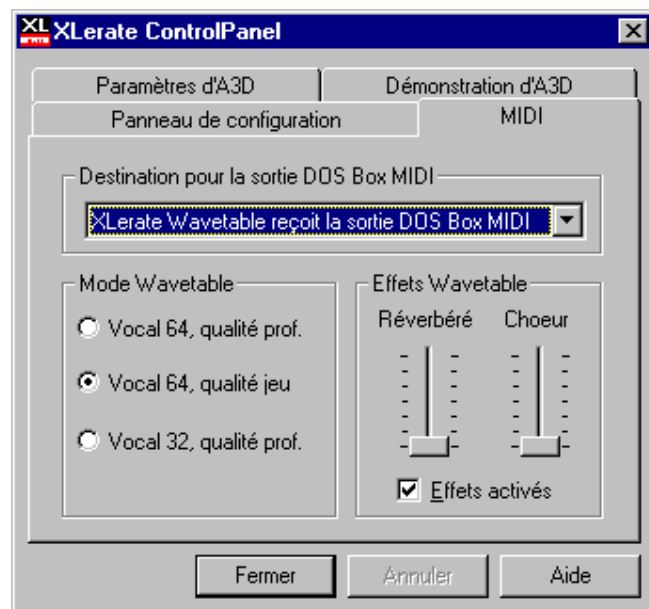 XL XLerate ControlPanel
Paramètres d'A3D
Démonstration d'A3D
Panneau de configuration
MIDI
Destination pour la sortie DOS Box MIDI
XLerate Wavetable reçoit la sortie DOS Box MIDI
Mode Wavetable
Vocal 64, qualité prof.
Vocal 64, qualité jeu
Vocal 32, qualité prof.
Effets Wavetable
Réverbéré
Choeur
Effets activés
Fermer
Annuler
Aide